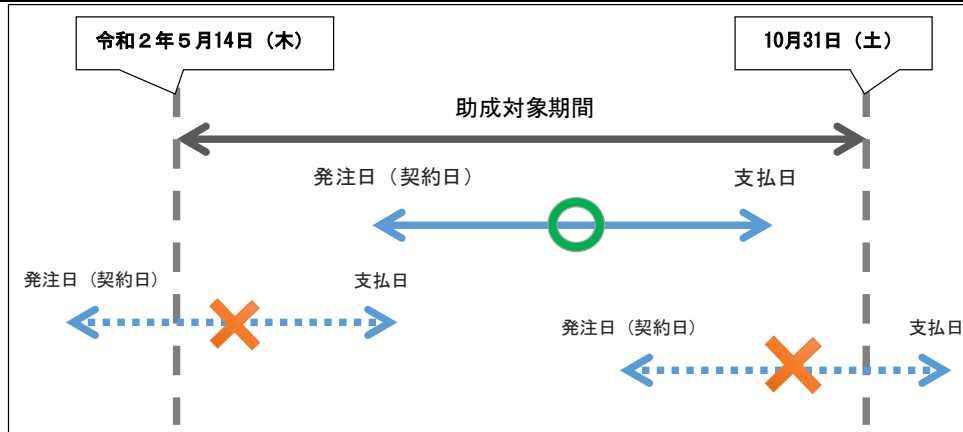 令和２年５月14日（木）
10月31日（土）
助成対象期間
発注日（契約日）
支払日
発注日（契約日）
支払日
発注日（契約日）
支払日